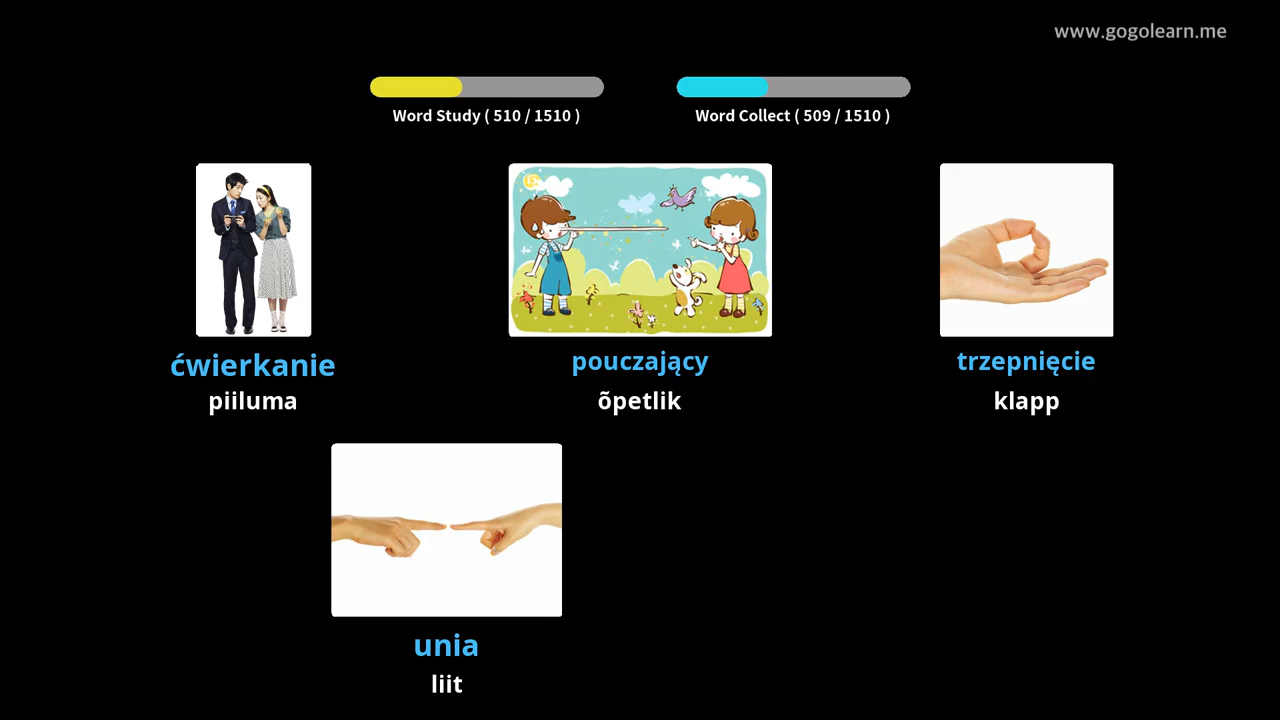 www.gogolearn.me
Word Study ( 510 / 1510 )
Word Collect ( 509 / 1510 )
ćwierkanie
piiluma
pouczający
õpetlik
trzepnięcie
klapp
unia
liit